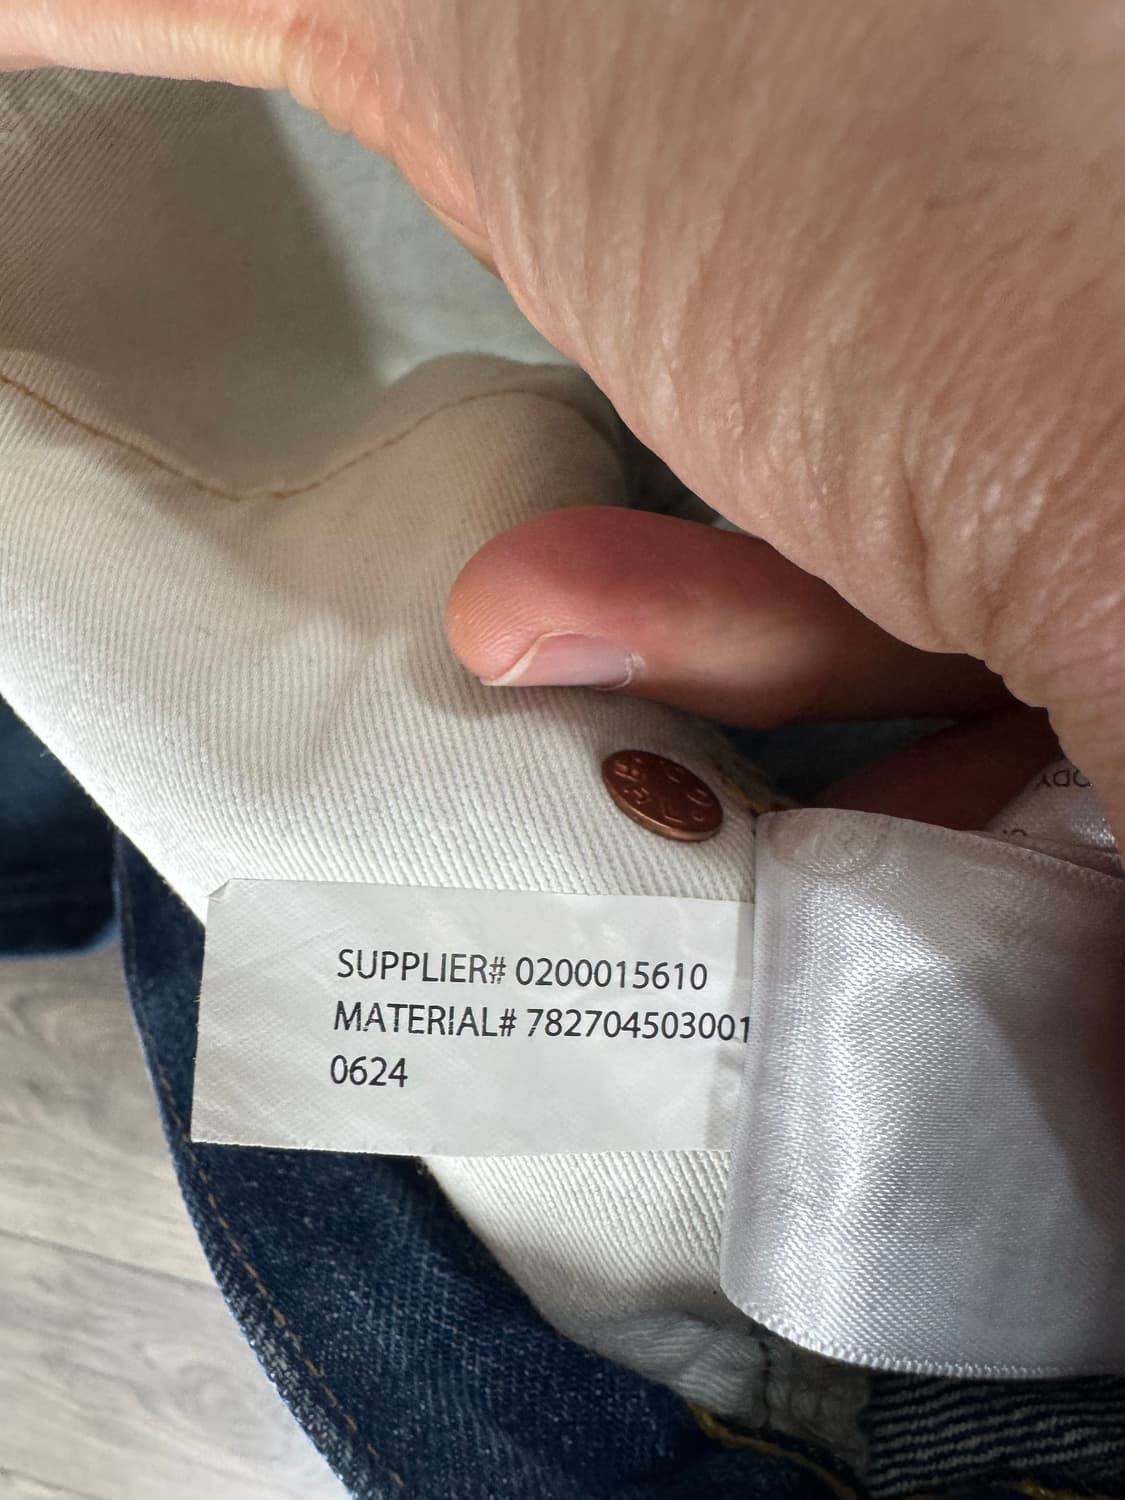 SUPPLIER# 0200015610
MATERIAL# 782704503001
0624